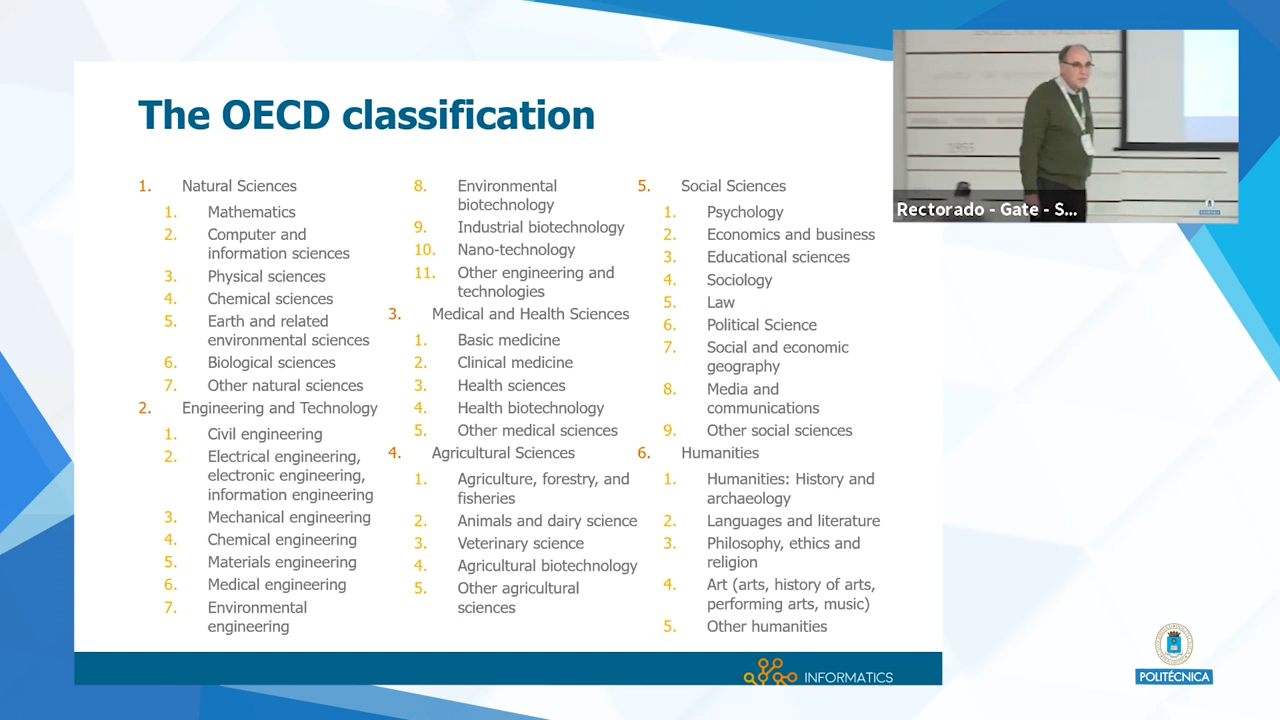 The OECD classification
1. Natural Sciences
1. Mathematics
2. Computer and
information sciences
3. Physical sciences
4. Chemical sciences
5. Earth and related
environmental sciences
6. Biological sciences
7. Other natural sciences
2. Engineering and Technology
1. Civil engineering
2. Electrical engineering,
electronic engineering,
information engineering
3. Mechanical engineering
4. Chemical engineering
5. Materials engineering
6. Medical engineering
7. Environmental
engineering
8. Environmental
biotechnology
9. Industrial biotechnology
10. Nano-technology
11. Other engineering and
technologies
3. Medical and Health Sciences
1. Basic medicine
2. Clinical medicine
3. Health sciences
4. Health biotechnology
5. Other medical sciences
4. Agricultural Sciences
1. Agriculture, forestry, and
fisheries
2. Animals and dairy science
3. Veterinary science
4. Agricultural biotechnology
5. Other agricultural
sciences
5. Social Sciences
1. Psychology
2. Economics and business
3. Educational sciences
4. Sociology
5. Law
6. Political Science
7. Social and economic
geography
8. Media and
communications
9. Other social sciences
6. Humanities
1. Humanities: History and
archaeology
2. Languages and literature
3. Philosophy, ethics and
religion
4. Art (arts, history of arts,
performing arts, music)
5. Other humanities
INFORMATICS
Rectorado - Gate - S...
POLITÉCNICA